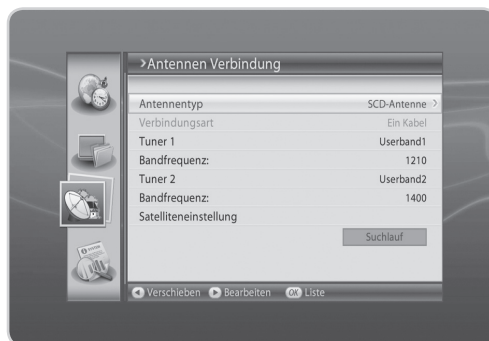 >Antennen Verbindung
Antennentyp SCD-Antenne >
Verbindungsart Ein Kabel
Tuner 1 Userband1
Bandfrequenz: 1210
Tuner 2 Userband2
Bandfrequenz: 1400
Satelliteneinstellung
Suchlauf
Verschieben Bearbeiten OK Liste